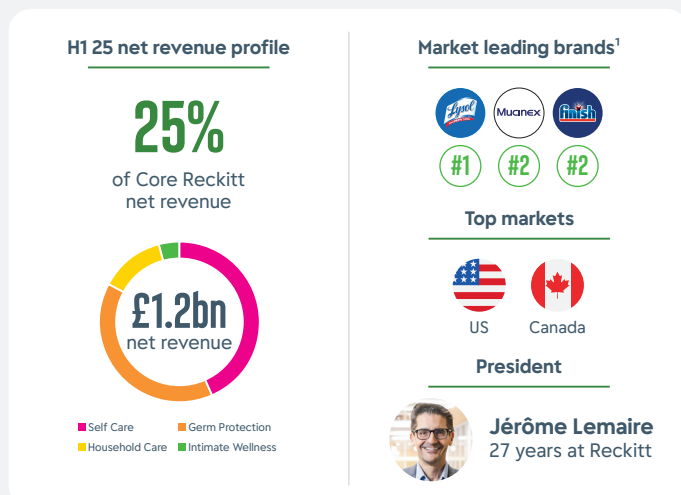 H1 25 net revenue profile
25%
of Core Reckitt
net revenue
£1.2bn
net revenue
Self Care
Germ Protection
Household Care
Intimate Wellness
Market leading brands¹
Lysol
Mucinex
finish
#1
#2
#2
Top markets
US
Canada
President
Jérôme Lemaire
27 years at Reckitt